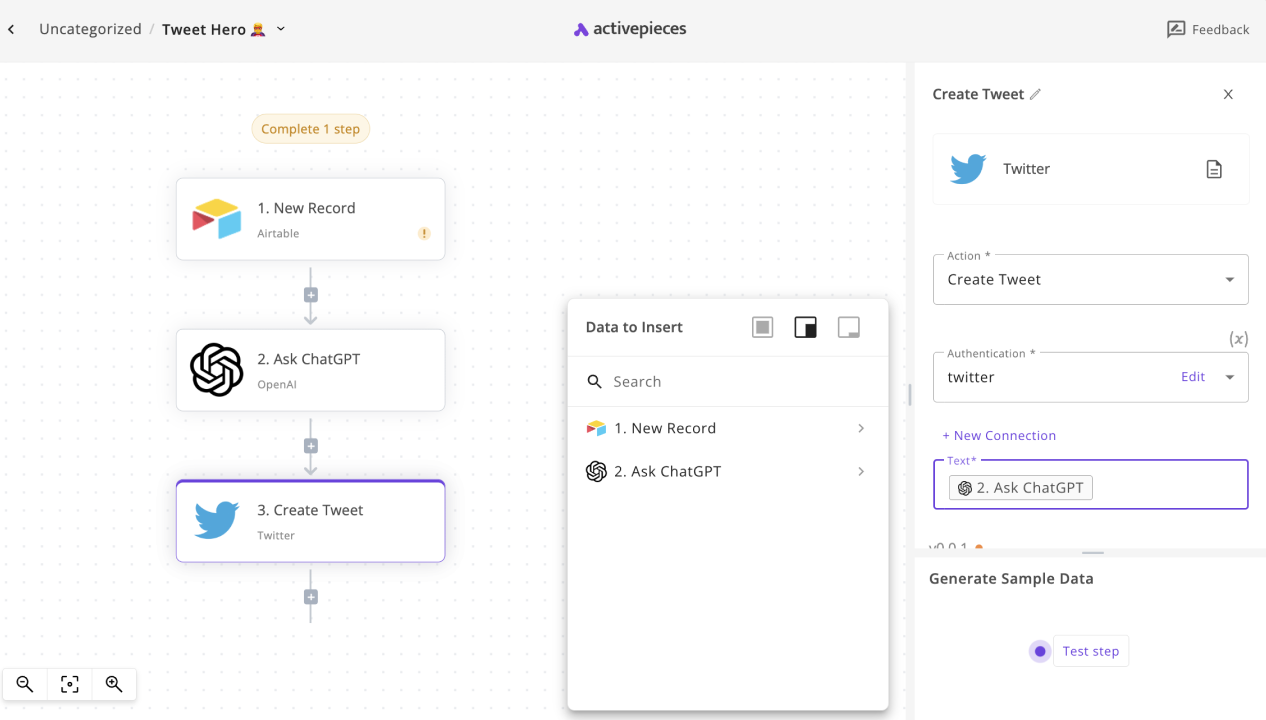 Uncategorized / Tweet Hero 🦸
activepieces
Feedback
Complete 1 step
1. New Record
Airtable
!
2. Ask ChatGPT
OpenAI
3. Create Tweet
Twitter
Data to Insert
Search
1. New Record
2. Ask ChatGPT
Create Tweet
X
Twitter
Action *
Create Tweet
(x)
Authentication *
twitter
Edit
+ New Connection
Text*
2. Ask ChatGPT
v0.0.1
Generate Sample Data
Test step